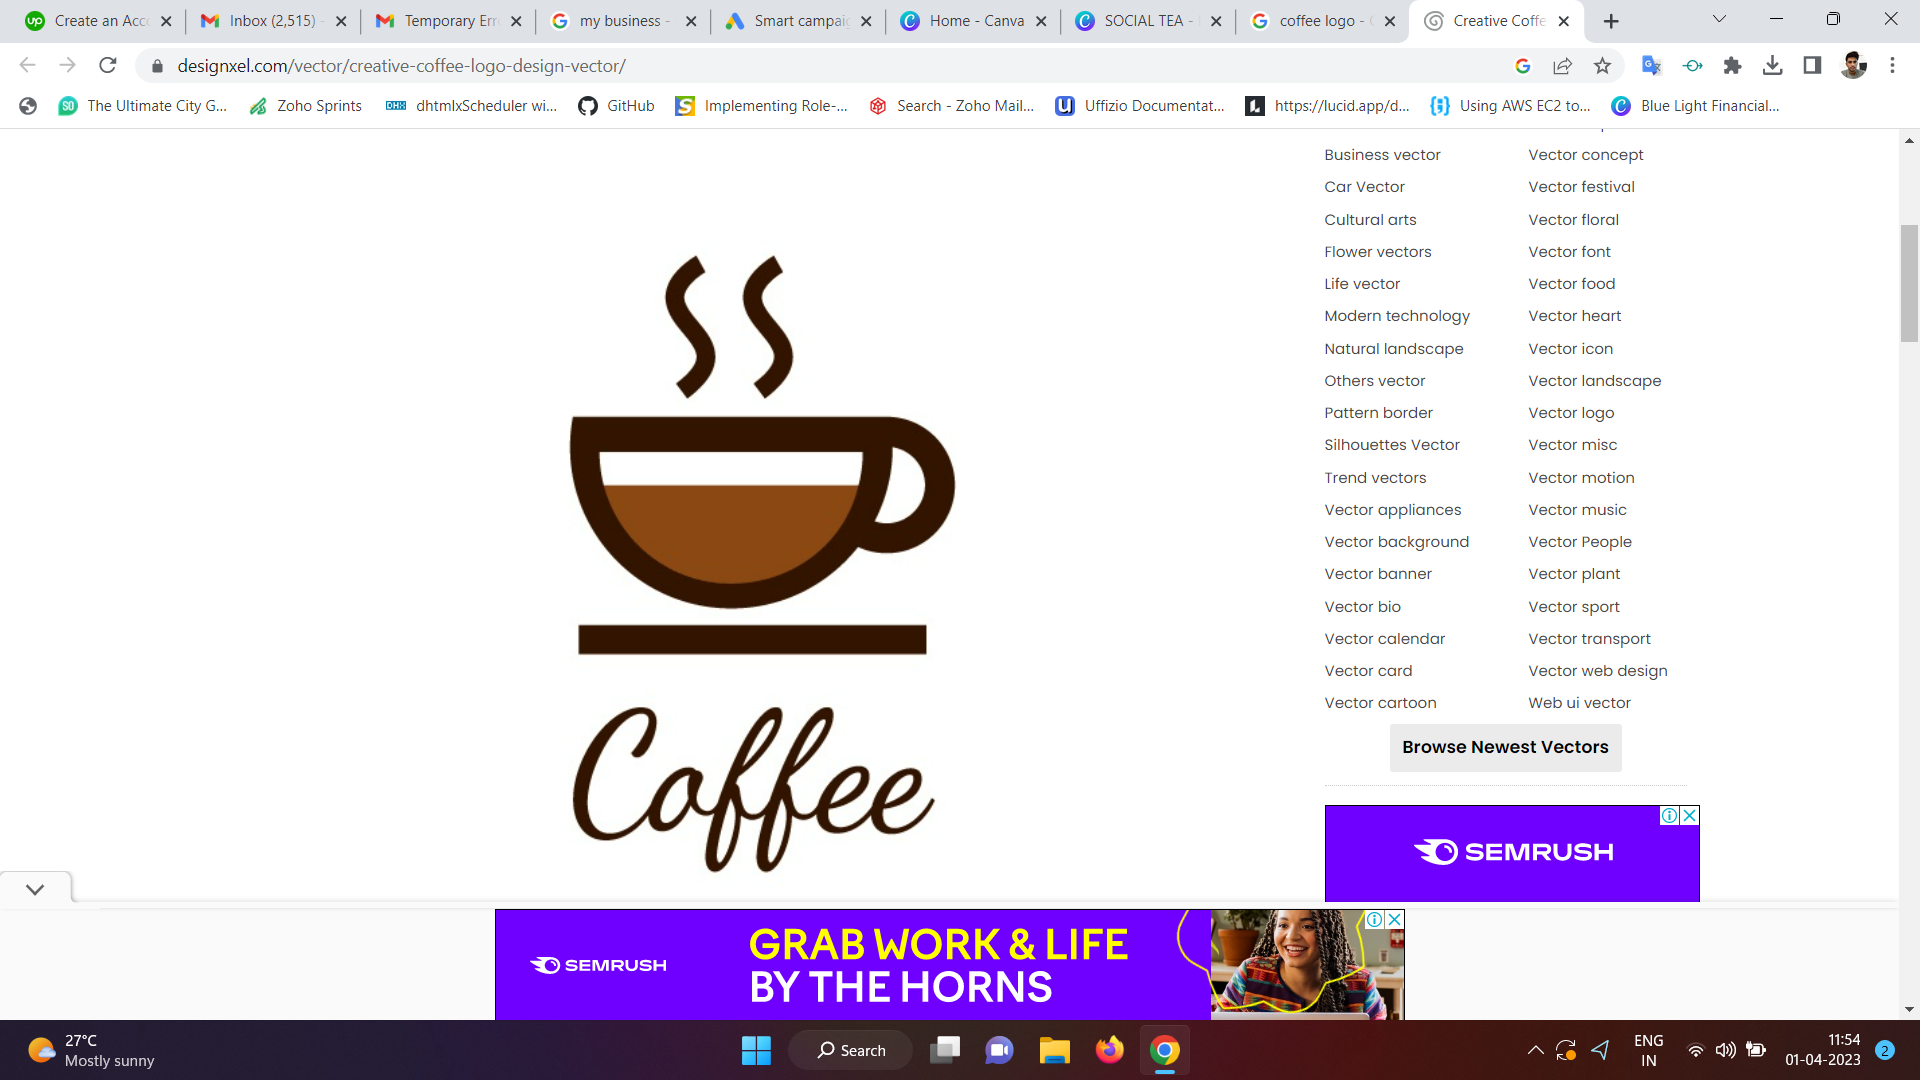 Create an Acc
Inbox (2,515) -
Temporary Err
my business -
Smart campai
Home - Canva
SOCIAL TEA -
coffee logo -
Creative Coffe
designxel.com/vector/creative-coffee-logo-design-vector/
The Ultimate City G...
Zoho Sprints
dhtmlxScheduler wi...
GitHub
Implementing Role-...
Search - Zoho Mail...
Uffizio Documentat...
https://lucid.app/d...
Using AWS EC2 to...
Blue Light Financial...
Business vector
Vector concept
Car Vector
Vector festival
Cultural arts
Vector floral
Flower vectors
Vector font
Life vector
Vector food
Modern technology
Vector heart
Natural landscape
Vector icon
Others vector
Vector landscape
Pattern border
Vector logo
Silhouettes Vector
Vector misc
Trend vectors
Vector motion
Vector appliances
Vector music
Vector background
Vector People
Vector banner
Vector plant
Vector bio
Vector sport
Vector calendar
Vector transport
Vector card
Vector web design
Vector cartoon
Web ui vector
Browse Newest Vectors
Coffee
SEMRUSH
SEMRUSH
GRAB WORK & LIFE
BY THE HORNS
27°C
Mostly sunny
Search
ENG
IN
11:54
01-04-2023
2